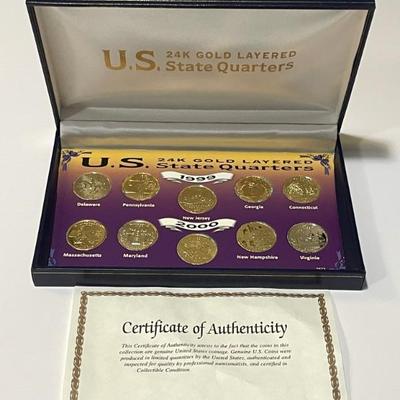 U.S. 24K GOLD LAYERED
State Quarters
U.S. 24K GOLD LAYERED
State Quarters
1999
Delaware Pennsylvania New Jersey Georgia Connecticut
2000
Massachusetts Maryland New Hampshire Virginia
Certificate of Authenticity
This Certificate of Authenticity attests to the fact that the coins in this
collection are genuine United States coinage. Genuine U.S. Coins were
produced in limited quantities by the United States, authenticated and
inspected for quality by professional numismatists, and certified in
Collectible Condition.